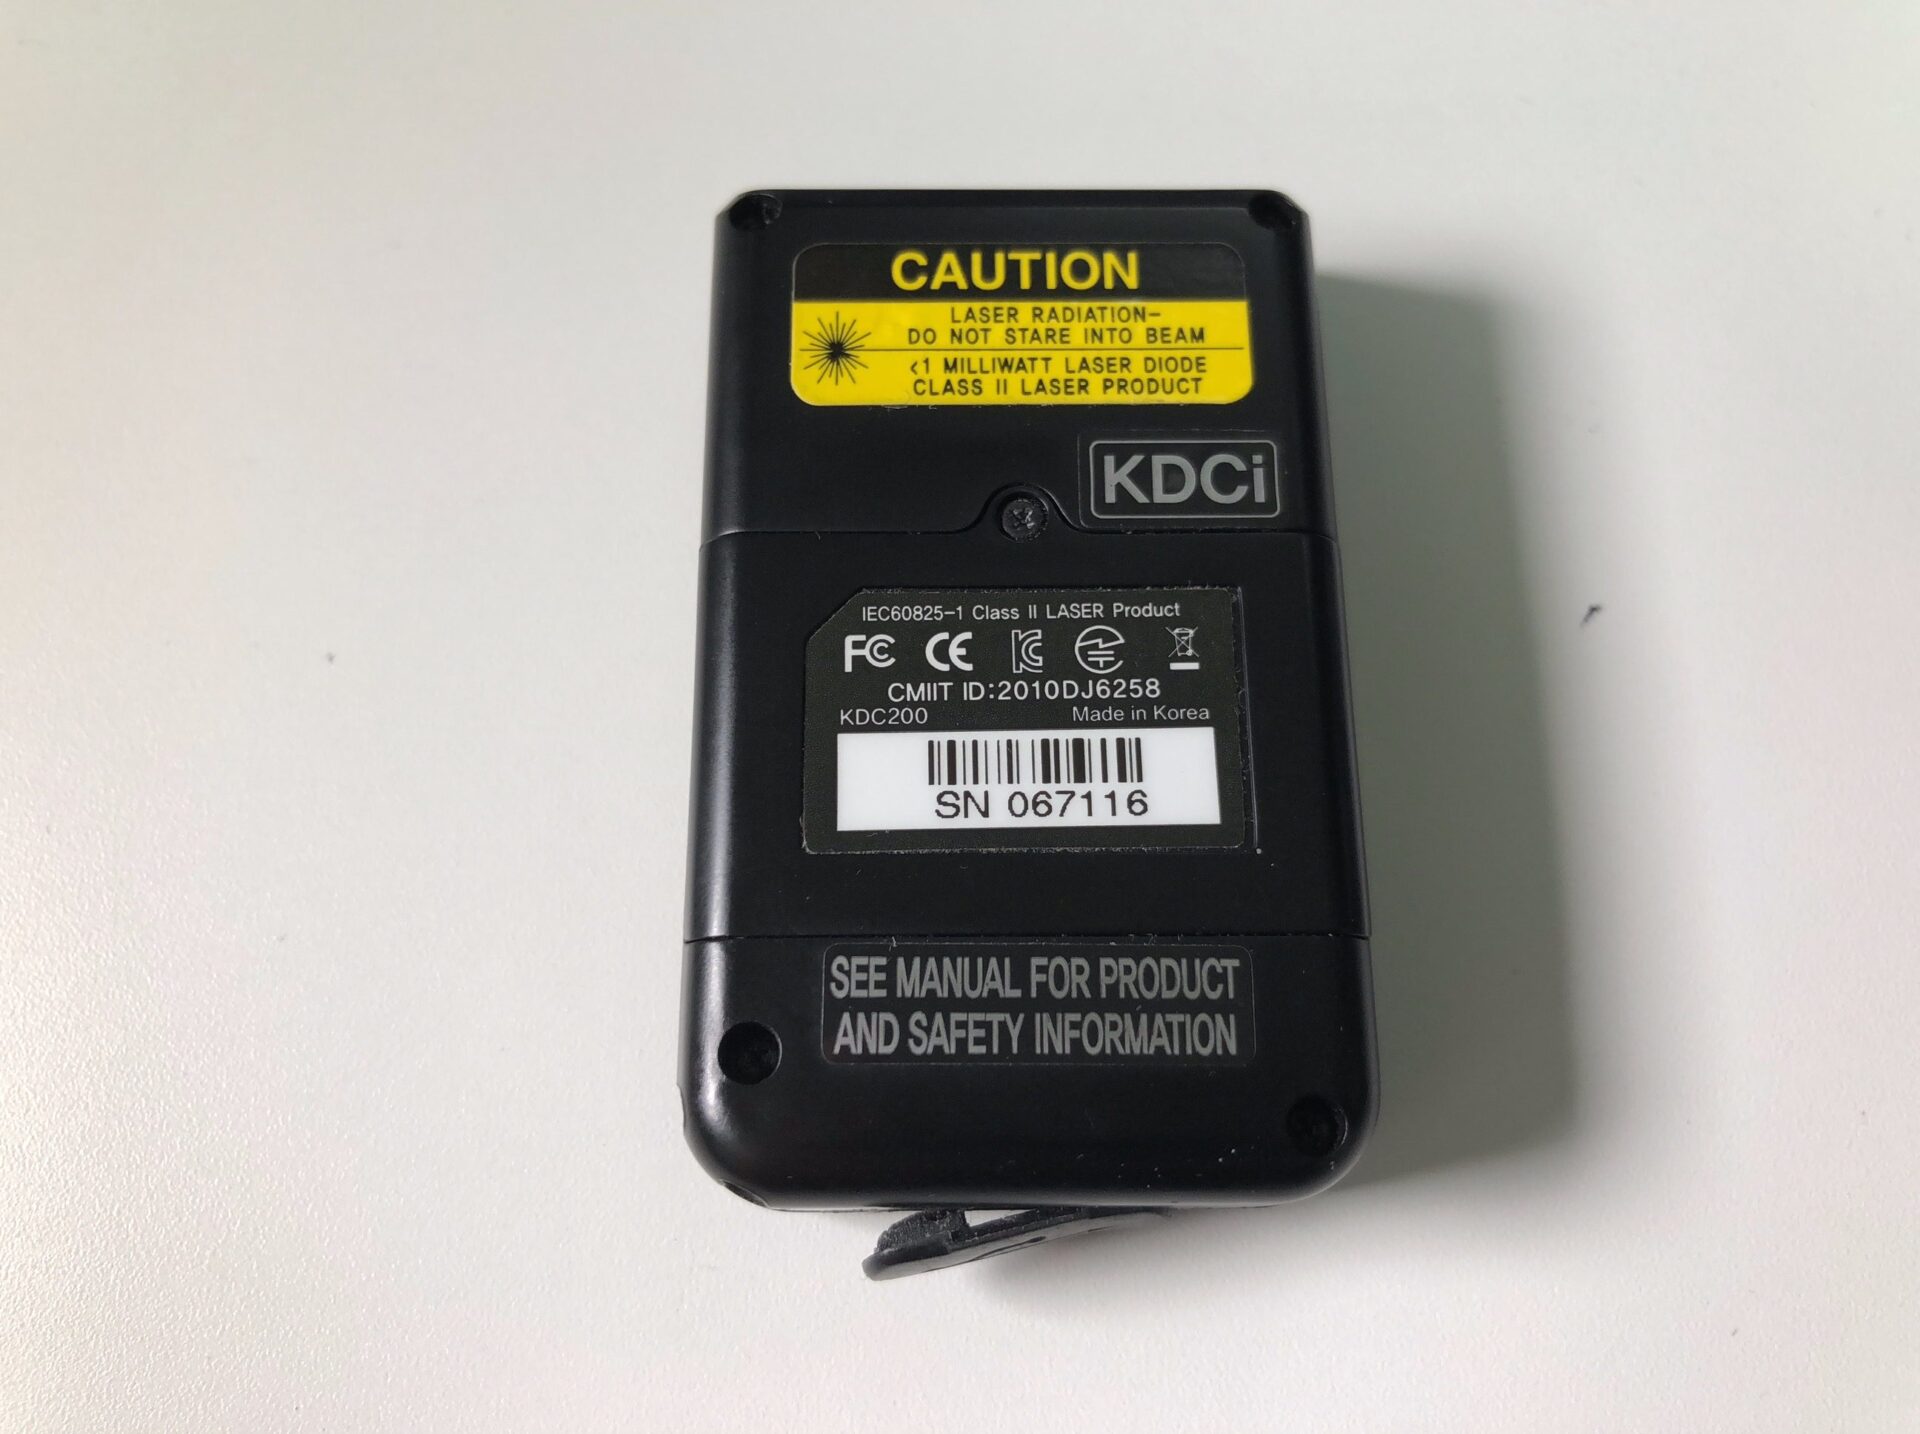 CAUTION
LASER RADIATION-
DO NOT STARE INTO BEAM
<1 MILLIWATT LASER DIODE
CLASS II LASER PRODUCT
KDCi
IEC60825-1 Class II LASER Product
FC CE
CMIIT ID:2010DJ6258
KDC200 Made in Korea
SN 067116
SEE MANUAL FOR PRODUCT
AND SAFETY INFORMATION